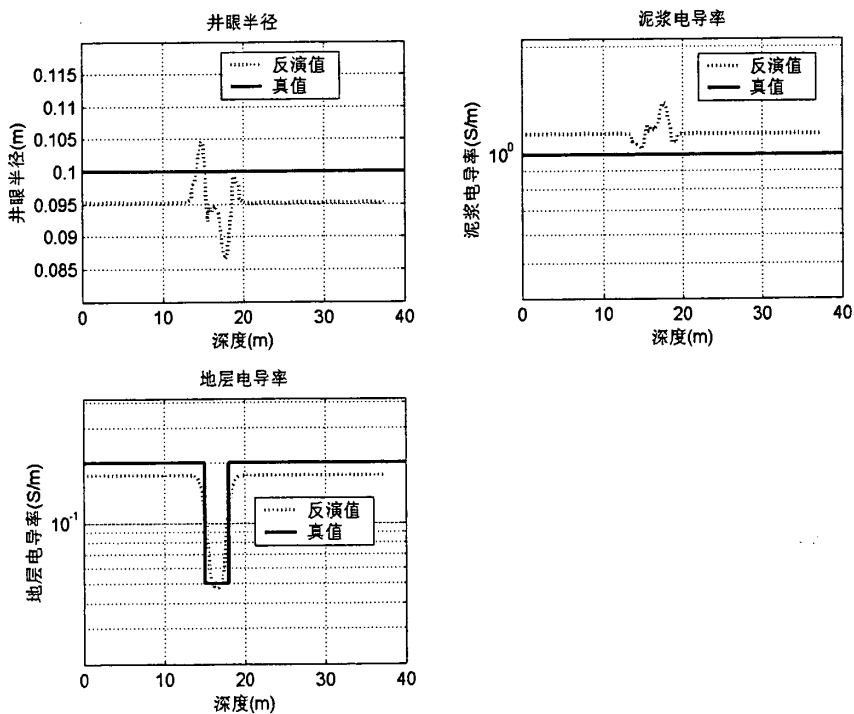 井眼半径
反演值
真值
0.115
0.11
0.105
0.1
0.095
0.09
0.085
0
10
20
30
40
井眼半径(m)
深度(m)
泥浆电导率
反演值
真值
10⁰
0
10
20
30
40
泥浆电导率(S/m)
深度(m)
地层电导率
反演值
真值
10⁻¹
0
10
20
30
40
地层电导率(S/m)
深度(m)